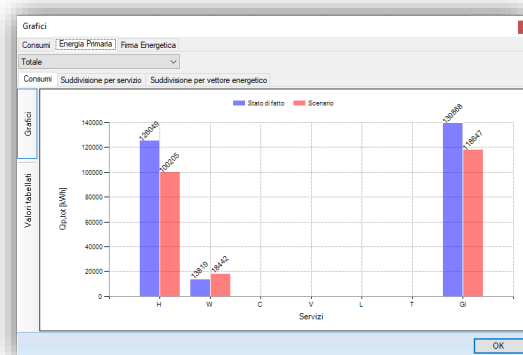 Grafici
Consumi Energia Primaria Firma Energetica
Totale
Consumi Suddivisione per servizio Suddivisione per vettore energetico
Grafici
Valori tabellati
Stato di fatto Scenario
Qp,tot [kWh]
140000
120000
100000
80000
60000
40000
20000
0
126049 100205 13819 18442 139868 118647
H W C V L T Gl
Servizi
OK